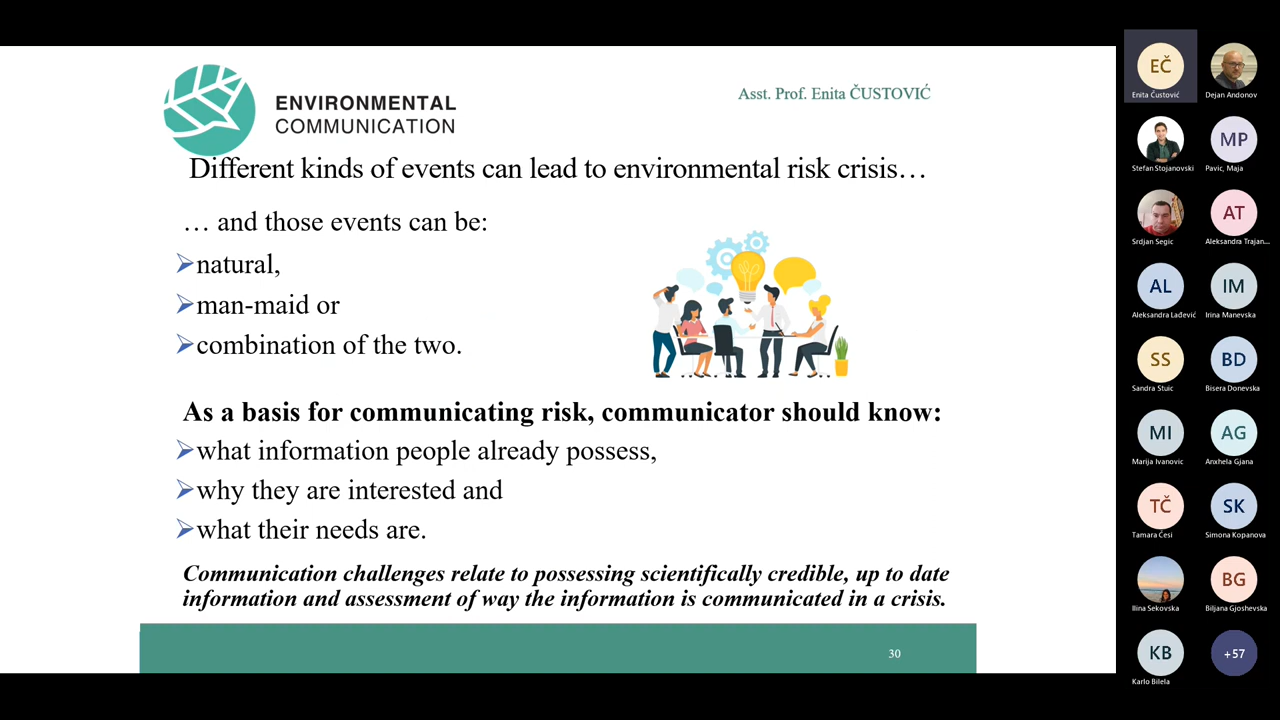 ENVIRONMENTAL
COMMUNICATION
Asst. Prof. Enita ČUSTOVIĆ
Different kinds of events can lead to environmental risk crisis…
… and those events can be:
natural,
man-maid or
combination of the two.
As a basis for communicating risk, communicator should know:
what information people already possess,
why they are interested and
what their needs are.
Communication challenges relate to possessing scientifically credible, up to date
information and assessment of way the information is communicated in a crisis.
30
EČ
Enita Čustović
Dejan Andonov
Stefan Stojanovski
MP
Pavic, Maja
Srdjan Segic
AT
Aleksandra Trajan...
AL
Aleksandra Lađević
IM
Irina Manevska
SS
Sandra Stuic
BD
Bisera Donevska
MI
Marija Ivanovic
AG
Anxhela Gjana
TČ
Tamara Česi
SK
Simona Kopanova
Ilina Sekovska
BG
Biljana Gjoshevska
KB
Karlo Bilela
+57